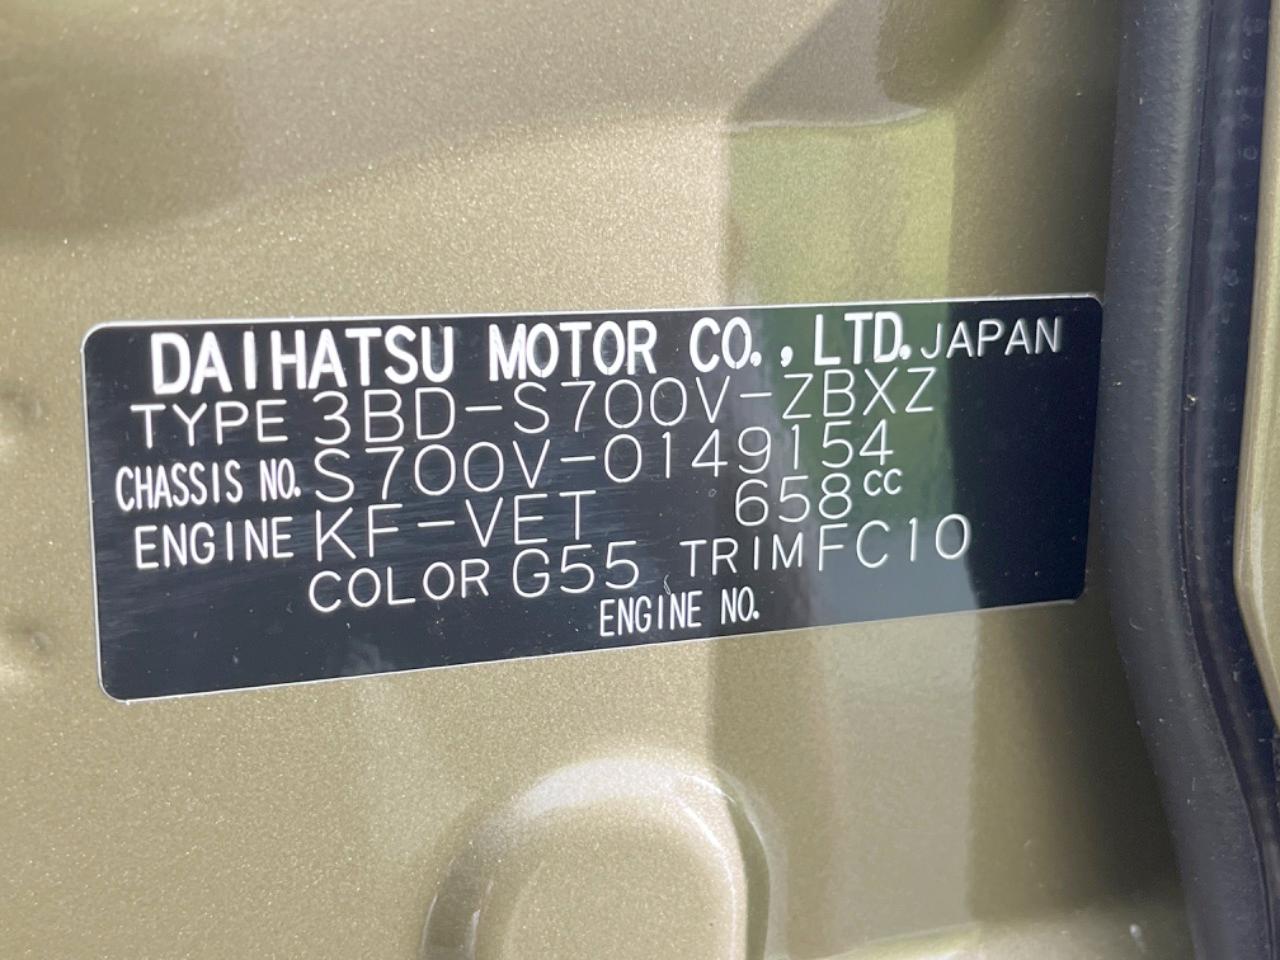 DAIHATSU MOTOR CO., LTD. JAPAN
TYPE 3BD-S700V-ZBXZ
CHASSIS NO. S700V-0149154
ENGINE KF-VET 658CC
COLOR G55 TRIM FC10
ENGINE NO.